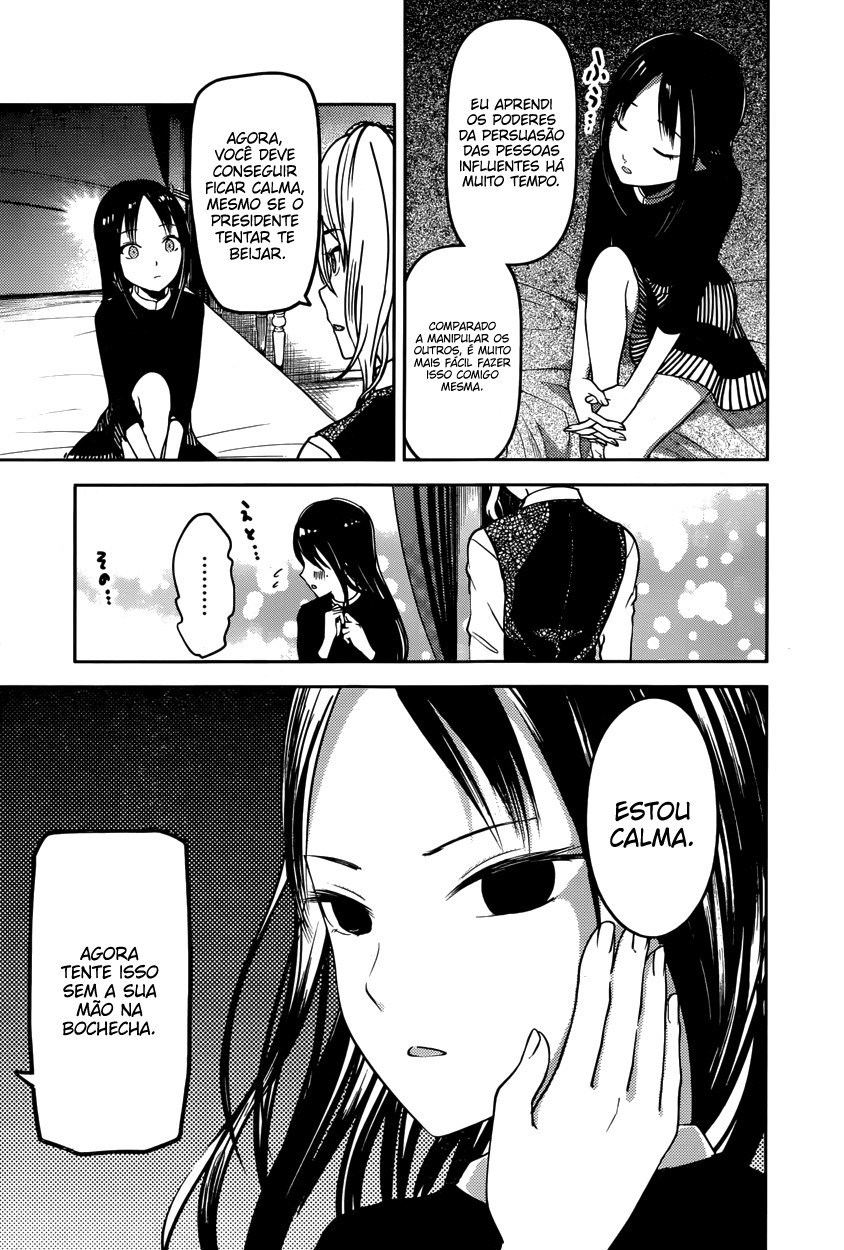 EU APRENDI
OS PODERES
DA PERSUASÃO
DAS PESSOAS
INFLUENTES HÁ
MUITO TEMPO.
ふぅ…
COMPARADO
A MANIPULAR OS
OUTROS, É MUITO
MAIS FÁCIL FAZER
ISSO COMIGO
MESMA.
AGORA,
VOCÊ DEVE
CONSEGUIR
FICAR CALMA,
MESMO SE O
PRESIDENTE
TENTAR TE
BEIJAR.
えと…
………
その…
ESTOU
CALMA.
AGORA
TENTE ISSO
SEM A SUA
MÃO NA
BOCHECHA.